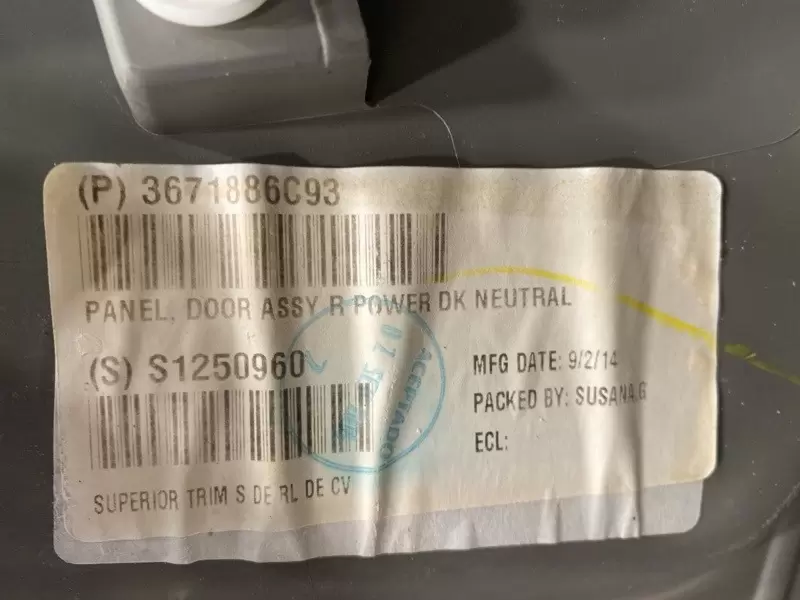 (P) 3671886C93
PANEL, DOOR ASSY R POWER DK NEUTRAL
(S) S1250960
MFG DATE: 9/2/14
PACKED BY: SUSANA.G
ECL:
SUPERIOR TRIM S DE RL DE CV
ACEPTADO